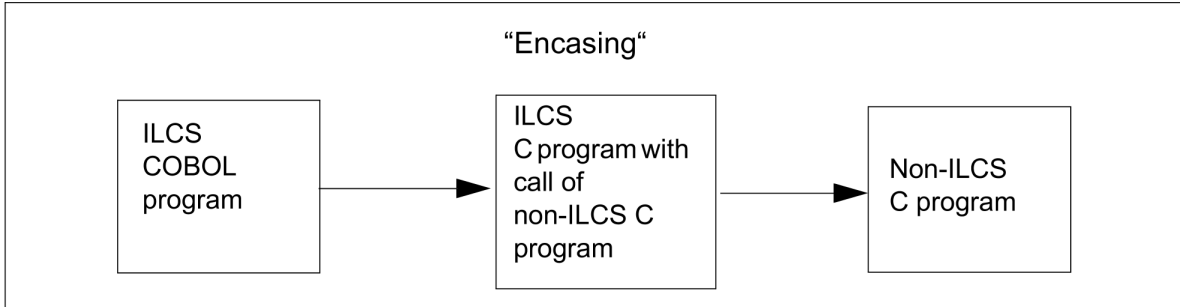 “Encasing“
ILCS
COBOL
program
ILCS
C program with
call of
non-ILCS C
program
Non-ILCS
C program